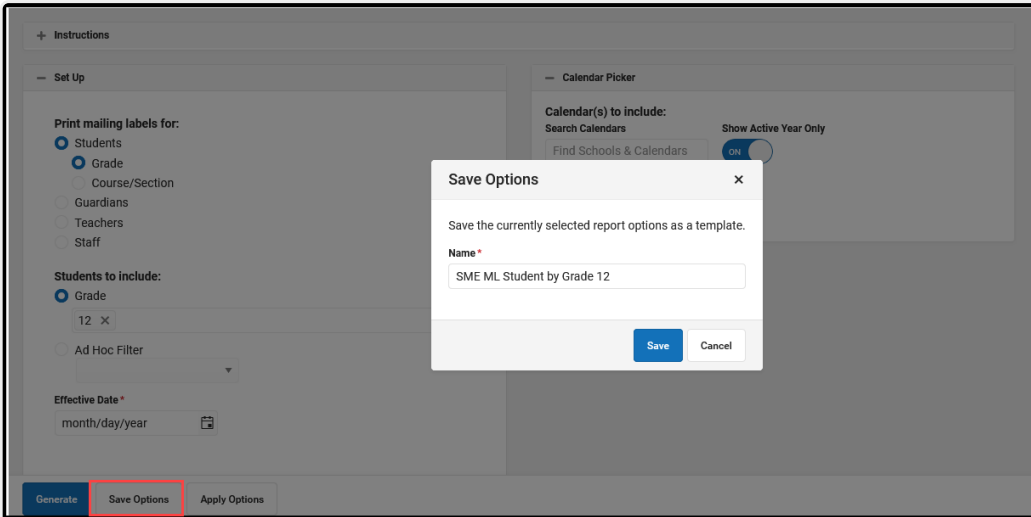 Instructions
Set Up
Print mailing labels for:
Students
Grade
Course/Section
Guardians
Teachers
Staff
Students to include:
Grade
12
Ad Hoc Filter
Effective Date*
month/day/year
Calendar Picker
Calendar(s) to include:
Search Calendars
Find Schools & Calendars
Show Active Year Only
ON
Save Options
Save the currently selected report options as a template.
Name*
SME ML Student by Grade 12
Save
Cancel
Generate
Save Options
Apply Options